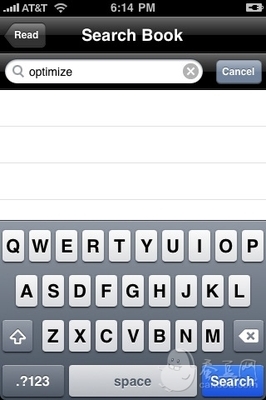 AT&T 6:14 PM
Read Search Book
optimize Cancel
Q W E R T Y U I O P
A S D F G H J K L
Z X C V B N M
.?123 space Search